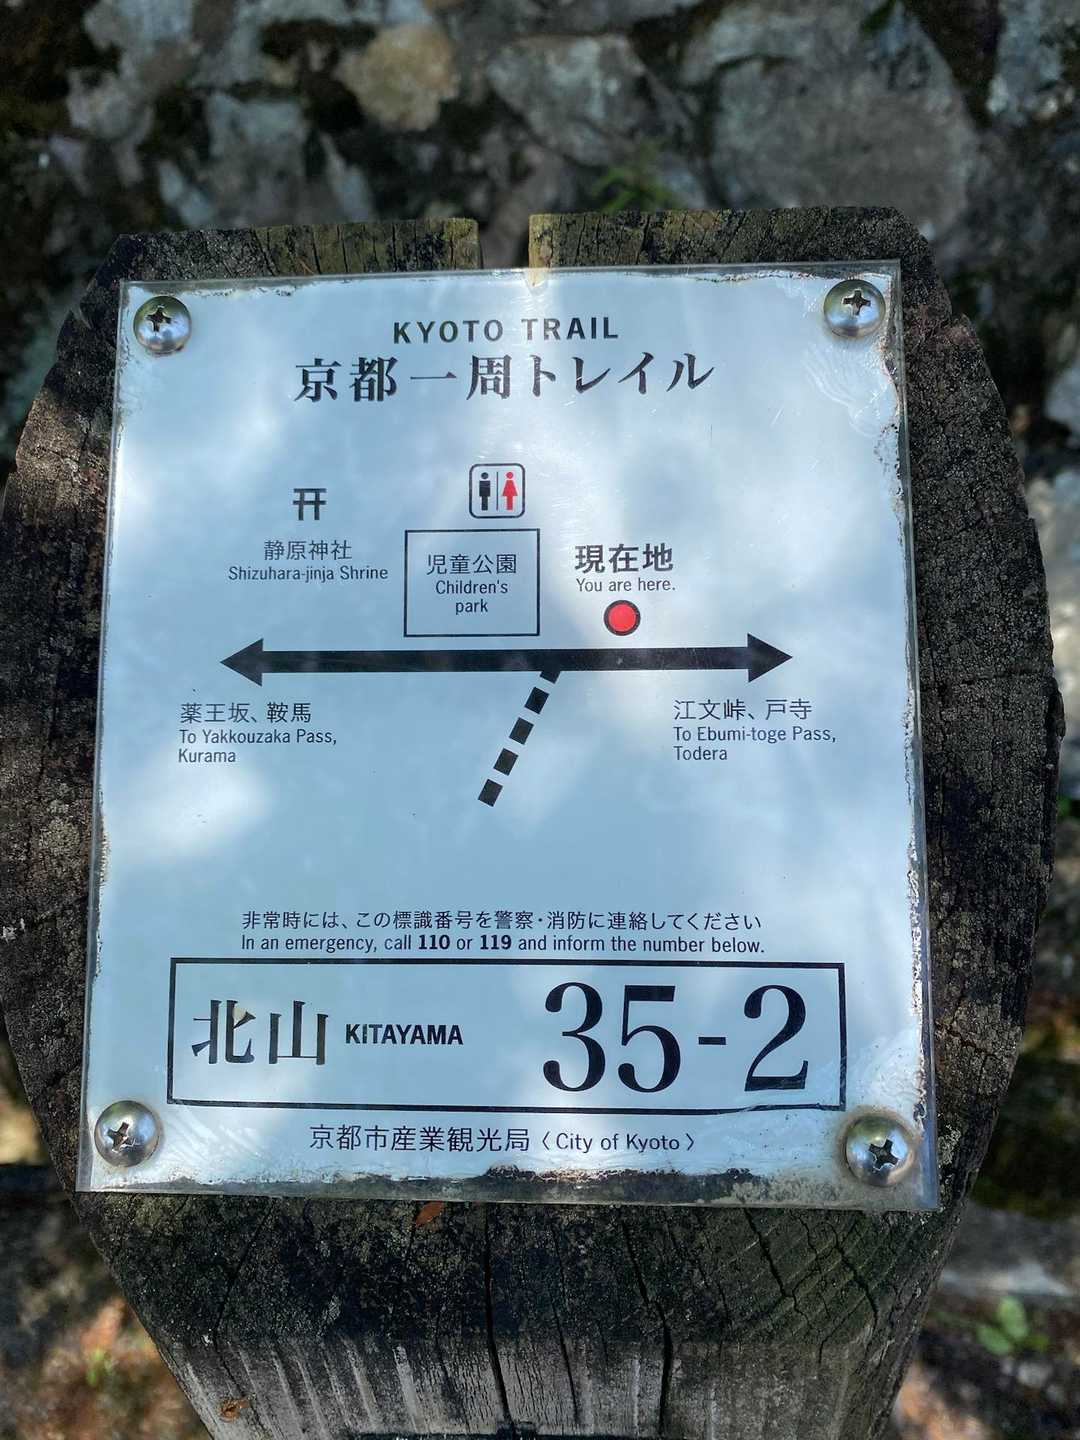 KYOTO TRAIL
京都一周トレイル
静原神社
Shizuhara-jinja Shrine
児童公園
Children's
park
現在地
You are here.
薬王坂、鞍馬
To Yakkouzaka Pass,
Kurama
江文峠、戸寺
To Ebumi-toge Pass,
Todera
非常時には、この標識番号を警察・消防に連絡してください
In an emergency, call 110 or 119 and inform the number below.
北山 KITAYAMA 35-2
京都市産業観光局〈City of Kyoto〉